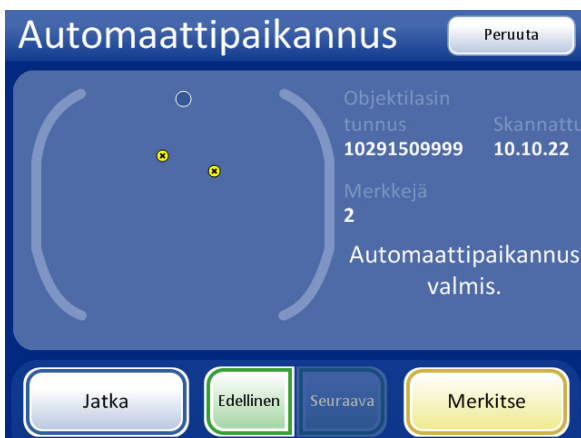 Automaattipaikannus
Peruuta
Objektilasin
tunnus
Skannattu
10291509999
10.10.22
Merkkejä
2
Automaattipaikannus
valmis.
Jatka
Edellinen
Seuraava
Merkitse